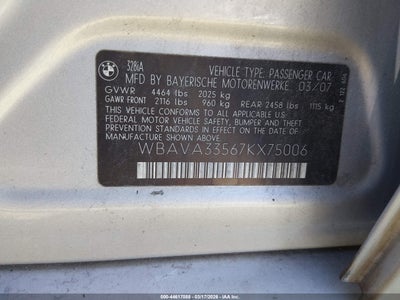 BMW
328iA
VEHICLE TYPE: PASSENGER CAR
MFD BY BAYERISCHE MOTORENWERKE 03/07
GVWR 4464 lbs 2025 kg
GAWR FRONT 2116 lbs 960 kg REAR 2458 lbs 1115 kg
THIS VEHICLE CONFORMS TO ALL APPLICABLE U.S.
FEDERAL MOTOR VEHICLE SAFETY, BUMPER AND THEFT
PREVENTION STANDARDS IN EFFECT ON THE
DATE OF MANUFACTURE SHOWN ABOVE
WBAVA33567KX75006